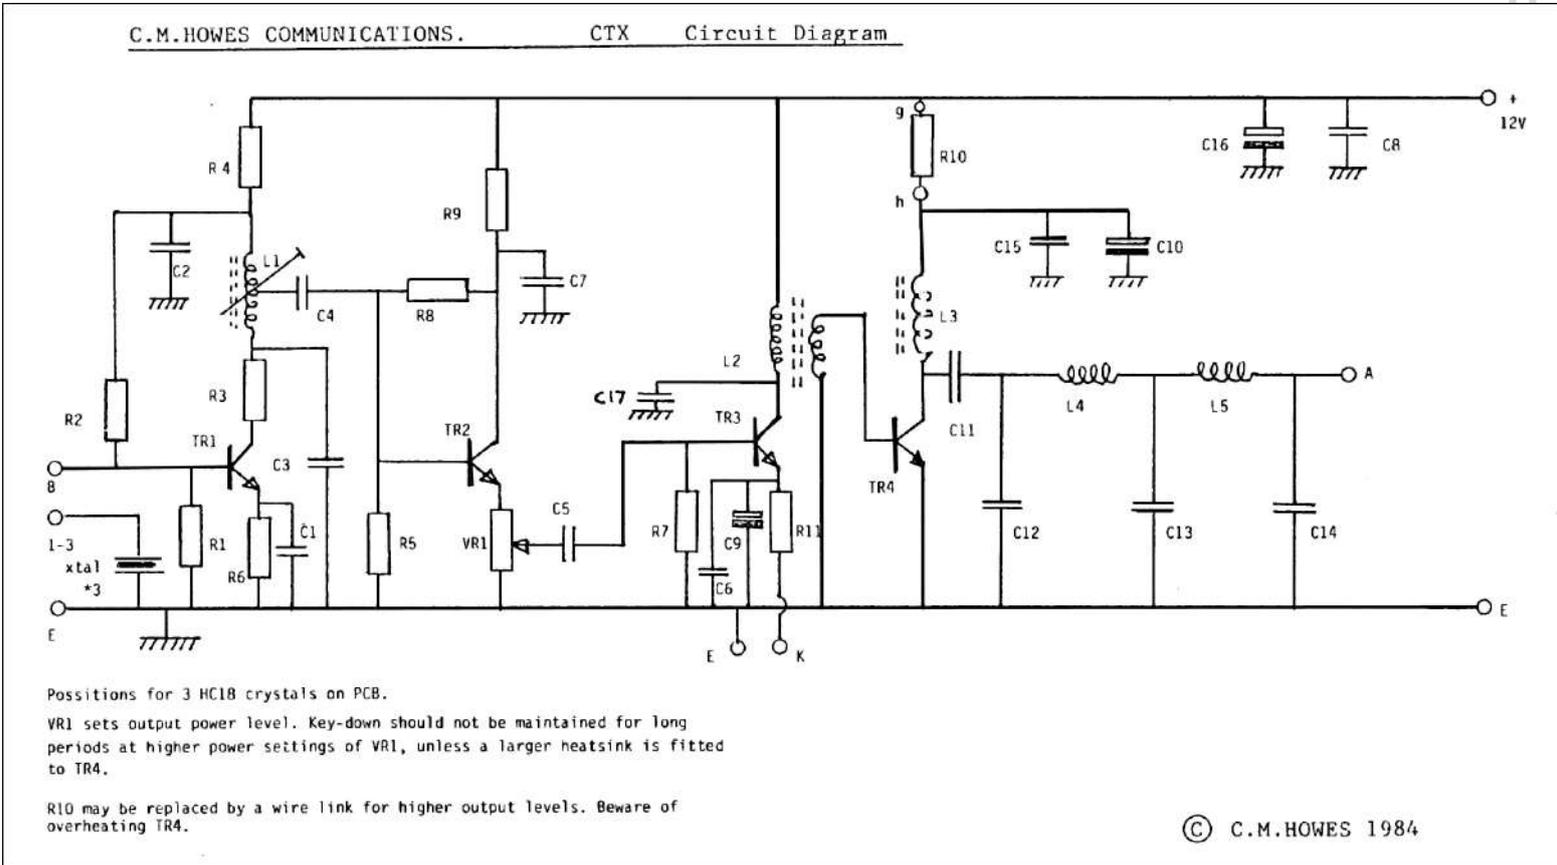 C.M.HOWES COMMUNICATIONS. CTX Circuit Diagram
+
12V
g
R10
h
C16
C8
R4
R9
C15
C10
C2
L1
C4
R8
C7
L3
L2
C17
R3
R2
TR1
TR2
TR3
TR4
C11
L4
L5
A
B
C3
1-3
xtal
*3
R1
R6
C1
R5
VR1
C5
R7
C9
C6
R11
C12
C13
C14
E
E
K
E
Possitions for 3 HC18 crystals on PCB.
VR1 sets output power level. Key-down should not be maintained for long
periods at higher power settings of VR1, unless a larger heatsink is fitted
to TR4.
R10 may be replaced by a wire link for higher output levels. Beware of
overheating TR4.
© C.M.HOWES 1984